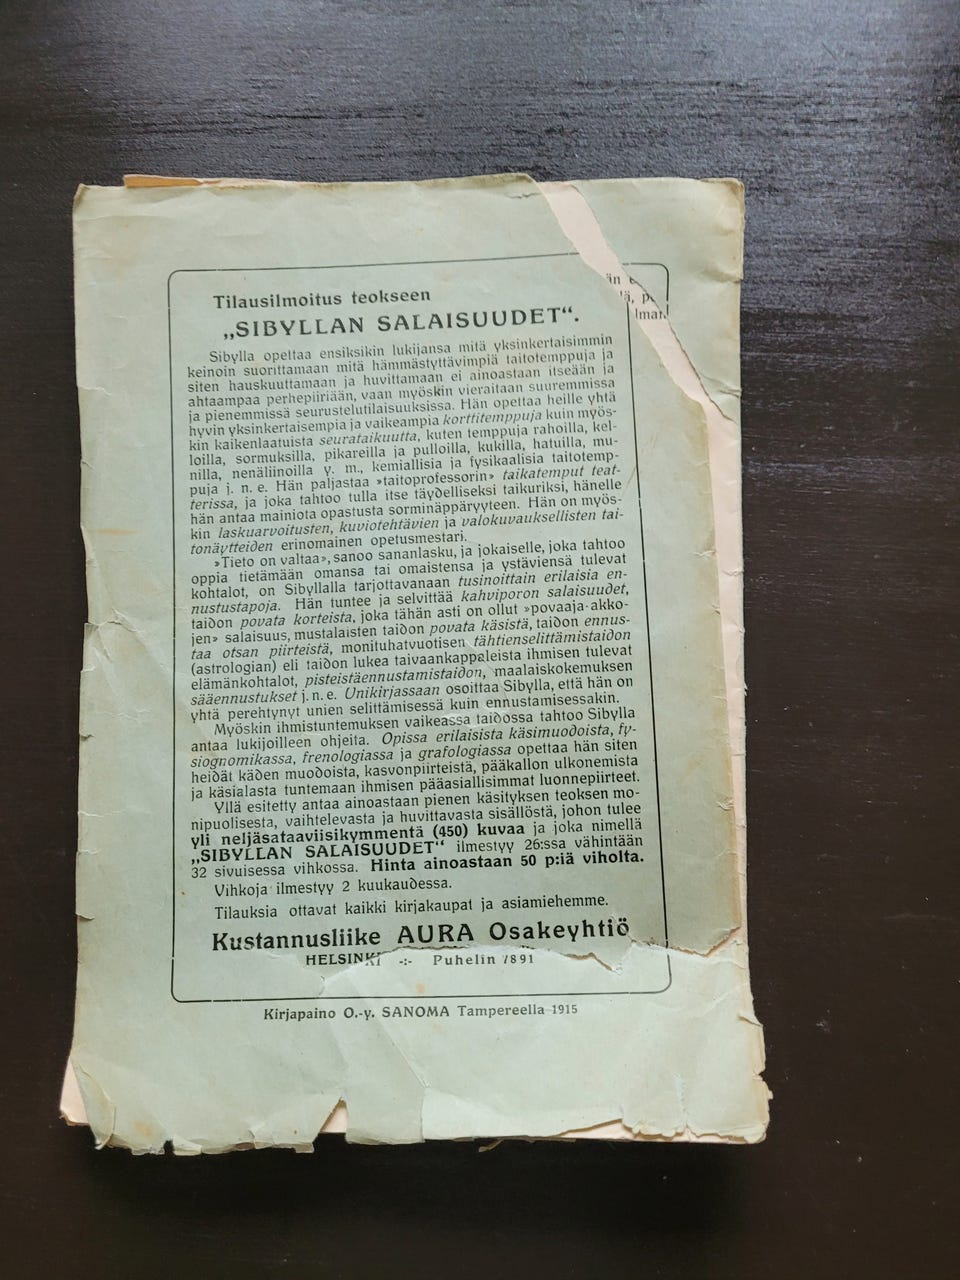 Tilausilmoitus teokseen
„SIBYLLAN SALAISUUDET“.
Sibylla opettaa ensiksikin lukijansa mitä yksinkertaisimmin
keinoin suorittamaan mitä hämmästyttävimpiä taitotemppuja ja
siten hauskuuttamaan ja huvittamaan ei ainoastaan itseään ja
ahtaampaa perhepiiriään, vaan myöskin vieraitaan suuremmissa
ja pienemmissä seurustelutilaisuuksissa. Hän opettaa heille yhtä
hyvin yksinkertaisempia ja vaikeampia korttitemppuja kuin myös-
kin kaikenlaatuista seurataikuutta, kuten temppuja rahoilla, kel-
loilla, sormuksilla, pikareilla ja pulloilla, kukilla, hatuilla, mu-
nilla, nenäliinoilla y. m., kemiallisia ja fysikaalisia taitotemp-
puja j. n. e. Hän paljastaa »taitoprofessorin» taikatemput teat-
terissa, ja joka tahtoo tulla itse täydelliseksi taikuriksi, hänelle
hän antaa mainiota opastusta sorminäppäryyteen. Hän on myös-
kin laskuarvoitusten, kuviotehtävien ja valokuvauksellisten tai-
tonäytteiden erinomainen opetusmestari.
»Tieto on valtaa», sanoo sananlasku, ja jokaiselle, joka tahtoo
oppia tietämään omansa tai omaistensa ja ystäviensä tulevat
kohtalot, on Sibyllalla tarjottavanaan tusinoittain erilaisia en-
nustustapoja. Hän tuntee ja selvittää kahviporon salaisuudet,
taidon povata korteista, joka tähän asti on ollut »povaaja-akko-
jen» salaisuus, mustalaisten taidon povata käsistä, taidon ennus-
taa otsan piirteistä, monituhatvuotisen tähtienselittämistaidon
(astrologian) eli taidon lukea taivaankappaleista ihmisen tulevat
elämänkohtalot, pisteistäennustamistaidon, maalaiskokemuksen
sääennustukset j. n. e. Unikirjassaan osoittaa Sibylla, että hän on
yhtä perehtynyt unien selittämisessä kuin ennustamisessakin.
Myöskin ihmistuntemuksen vaikeassa taidossa tahtoo Sibylla
antaa lukijoilleen ohjeita. Opissa erilaisista käsimuodoista, fy-
siognomikassa, frenologiassa ja grafologiassa opettaa hän siten
heidät käden muodoista, kasvonpiirteistä, pääkallon ulkonemista
ja käsialasta tuntemaan ihmisen pääasiallisimmat luonnepiirteet.
Yllä esitetty antaa ainoastaan pienen käsityksen teoksen mo-
nipuolisesta, vaihtelevasta ja huvittavasta sisällöstä, johon tulee
yli neljäsataaviisikymmentä (450) kuvaa ja joka nimellä
„SIBYLLAN SALAISUUDET“ ilmestyy 26:ssa vähintään
32 sivuisessa vihkossa. Hinta ainoastaan 50 p:iä viholta.
Vihkoja ilmestyy 2 kuukaudessa.
Tilauksia ottavat kaikki kirjakaupat ja asiamiehemme.
Kustannusliike AURA Osakeyhtiö
HELSINKI -:- Puhelin 7891
Kirjapaino O.-y. SANOMA Tampereella 1915